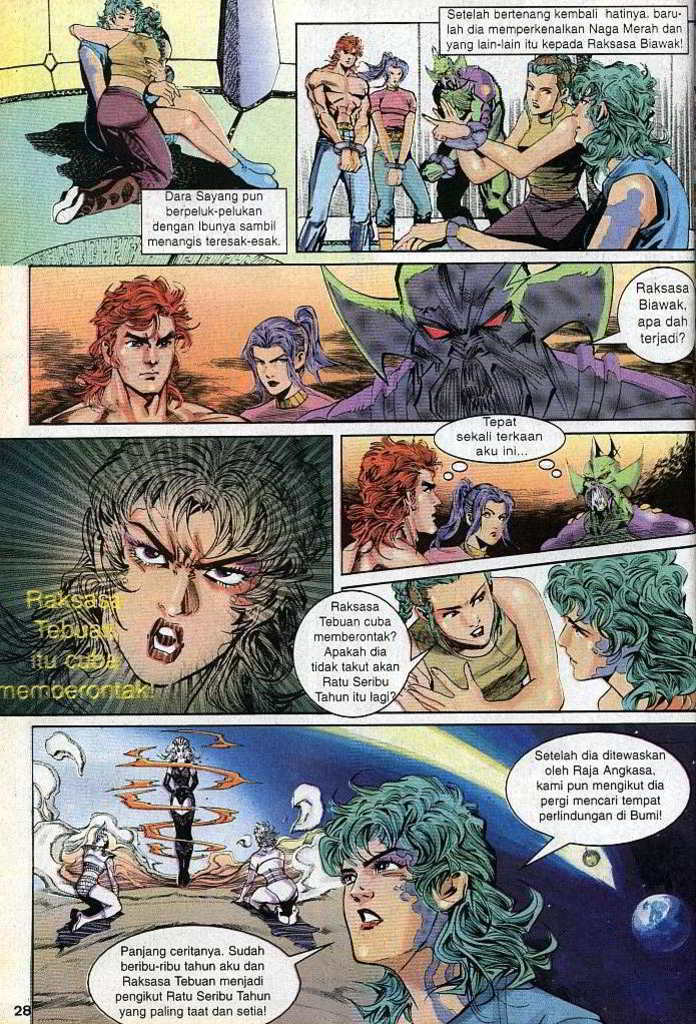 Dara Sayang pun
berpeluk-pelukan
dengan Ibunya sambil
menangis teresak-esak.
Setelah bertenang kembali hatinya. baru-
lah dia memperkenalkan Naga Merah dan
yang lain-lain itu kepada Raksasa Biawak!
Raksasa
Biawak,
apa dah
terjadi?
Raksasa
Tebuan
itu cuba
memberontak!
Tepat
sekali terkaan
aku ini...
Raksasa
Tebuan cuba
memberontak?
Apakah dia
tidak takut akan
Ratu Seribu
Tahun itu lagi?
Setelah dia ditewaskan
oleh Raja Angkasa,
kami pun mengikut dia
pergi mencari tempat
perlindungan di Bumi!
Panjang ceritanya. Sudah
beribu-ribu tahun aku dan
Raksasa Tebuan menjadi
pengikut Ratu Seribu Tahun
yang paling taat dan setia!
28